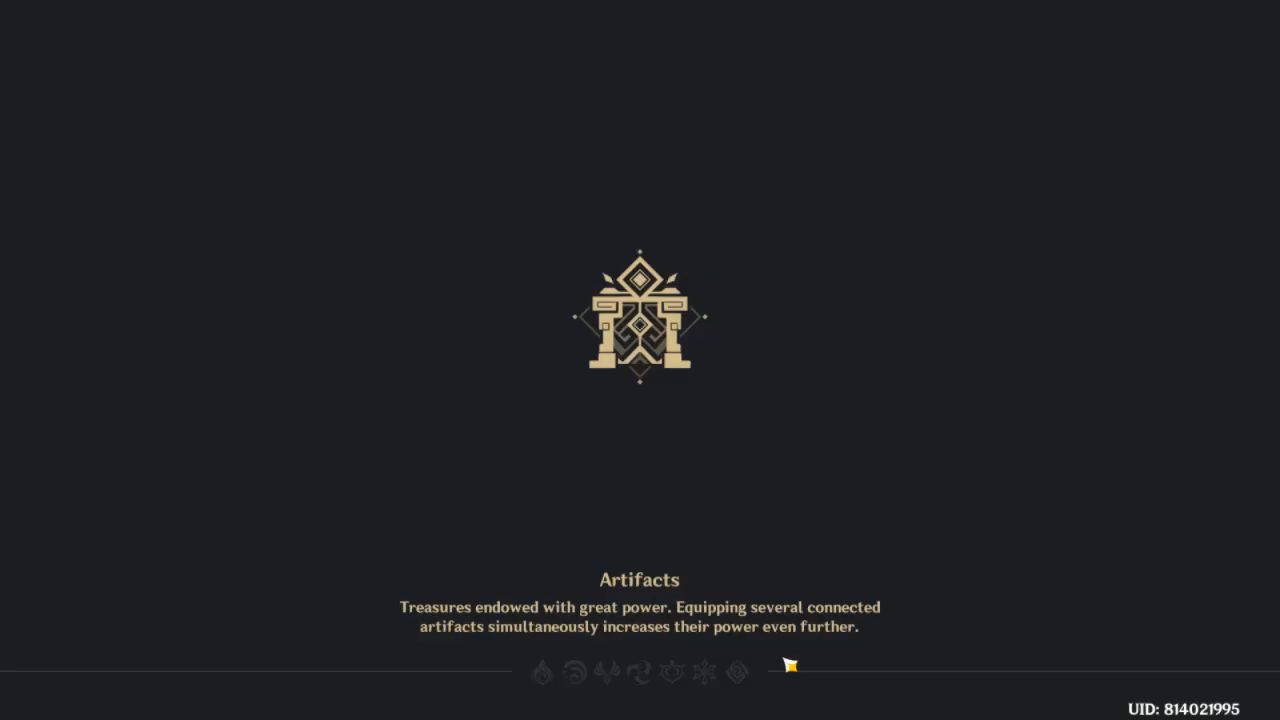 Artifacts
Treasures endowed with great power. Equipping several connected
artifacts simultaneously increases their power even further.
UID: 814021995